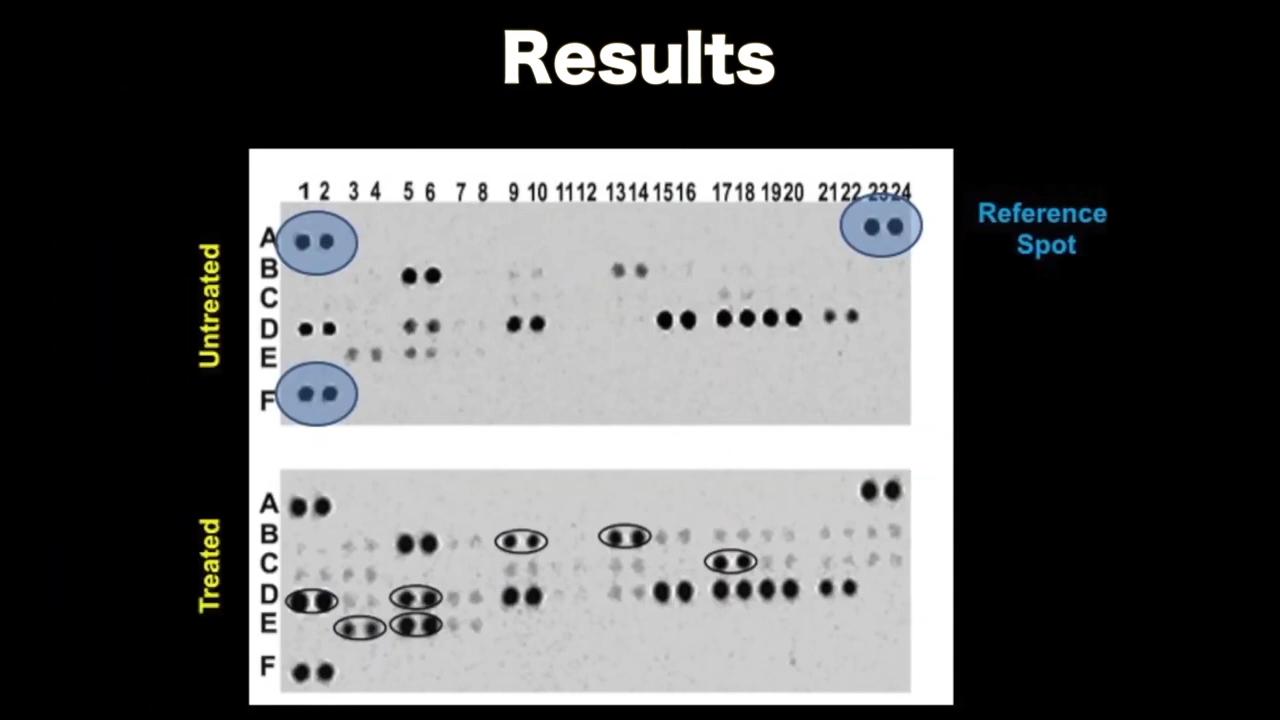 Results
1 2 3 4 5 6 7 8 9 10 11 12 13 14 15 16 17 18 19 20 21 22 23 24
Reference
Spot
Untreated
A
B
C
D
E
F
Treated
A
B
C
D
E
F